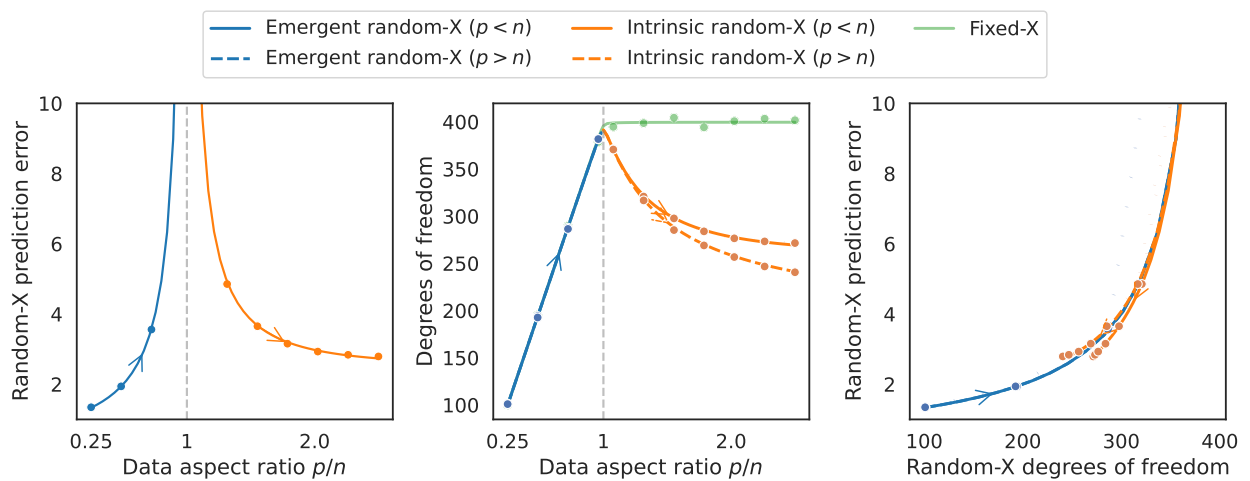 Emergent random-X (p < n)
Emergent random-X (p > n)
Intrinsic random-X (p < n)
Intrinsic random-X (p > n)
Fixed-X
Random-X prediction error
10
8
6
4
2
0.25 1 2.0
Data aspect ratio p/n
Degrees of freedom
400
350
300
250
200
150
100
0.25 1 2.0
Data aspect ratio p/n
Random-X prediction error
10
8
6
4
2
100 200 300 400
Random-X degrees of freedom